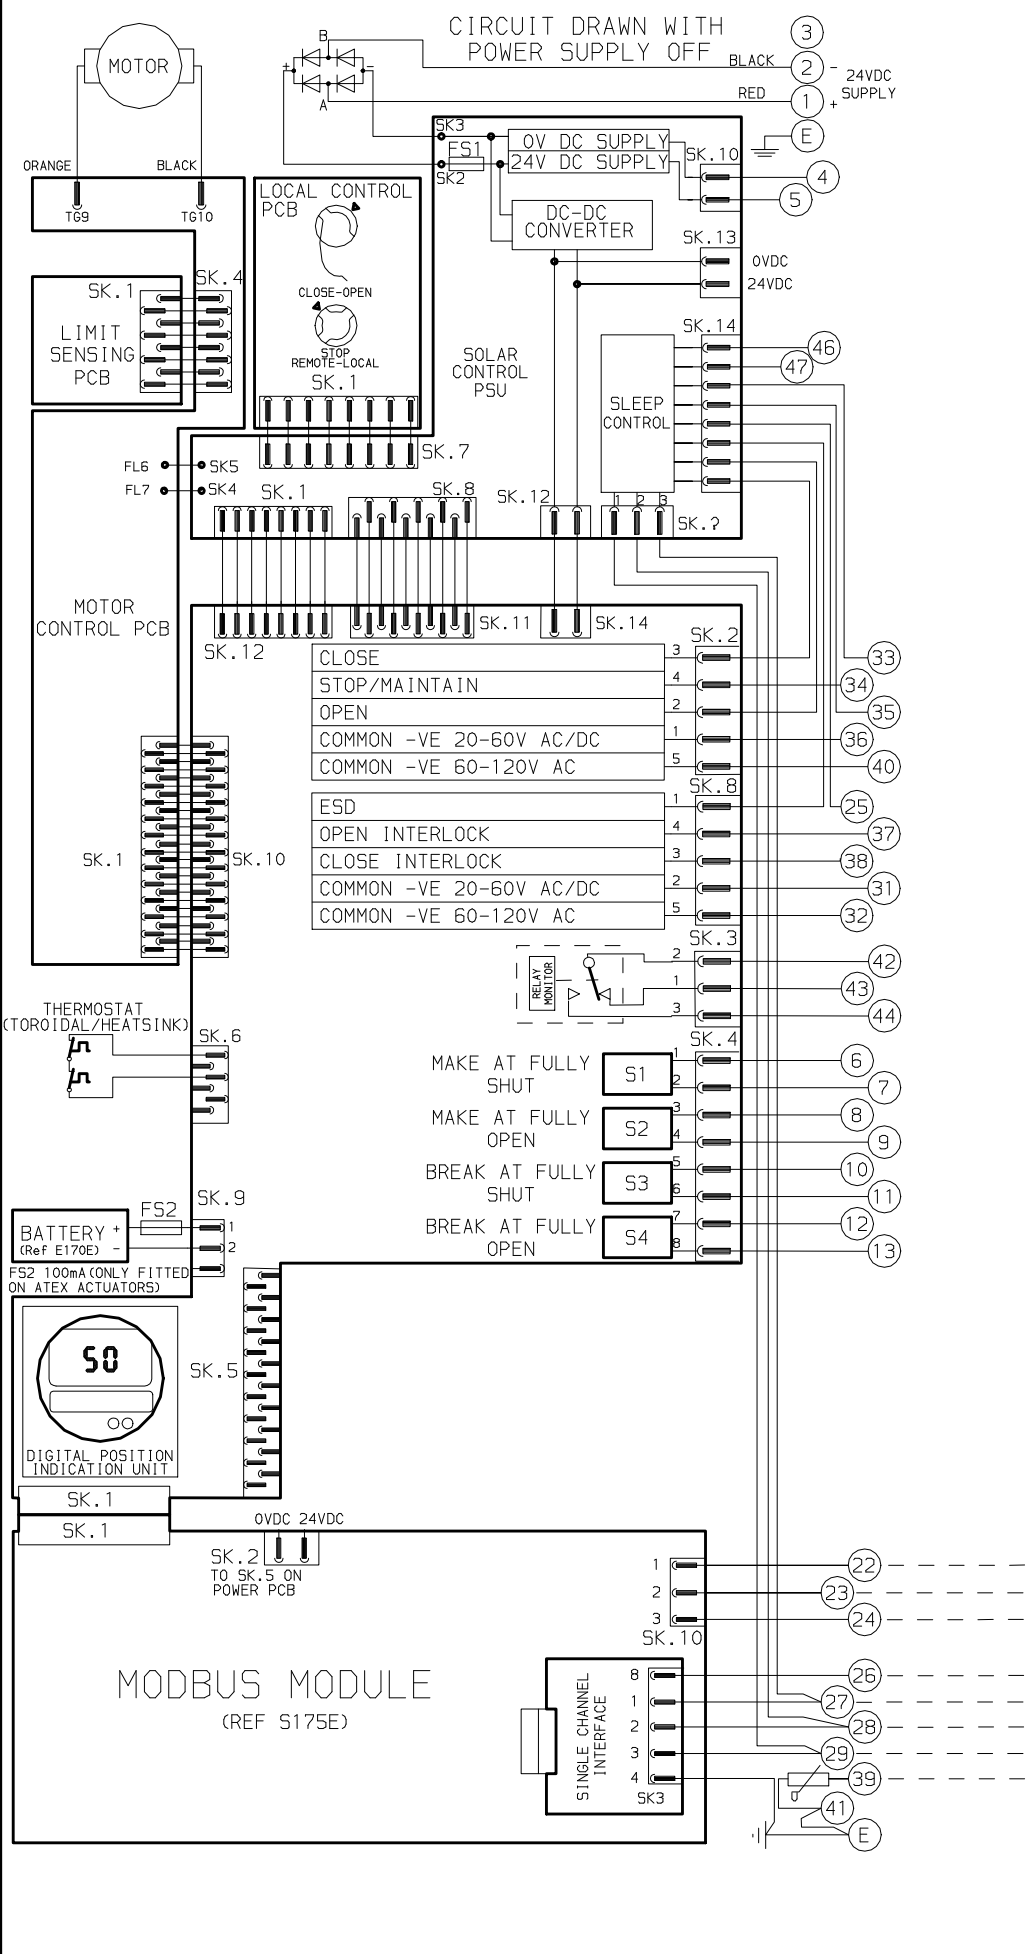 CIRCUIT DRAWN WITH
POWER SUPPLY OFF
3
BLACK
2
-
24VDC
SUPPLY
RED
1
+
E
MOTOR
ORANGE
BLACK
TG9
TG10
B
+
-
A
SK3
FS1
SK2
0V DC SUPPLY
24V DC SUPPLY
SK.10
4
5
DC-DC
CONVERTER
SK.13
0VDC
24VDC
LOCAL CONTROL
PCB
CLOSE-OPEN
STOP
REMOTE-LOCAL
SK.1
SK.7
SK.1
SK.4
LIMIT
SENSING
PCB
SOLAR
CONTROL
PSU
SK.14
46
47
SLEEP
CONTROL
1 2 3
SK.?
FL6
SK5
FL7
SK4
SK.1
SK.8
SK.12
MOTOR
CONTROL PCB
SK.12
SK.11
SK.14
SK.2
CLOSE
3
33
STOP/MAINTAIN
4
34
OPEN
2
35
COMMON -VE 20-60V AC/DC
1
36
COMMON -VE 60-120V AC
5
40
SK.8
ESD
1
25
OPEN INTERLOCK
4
37
CLOSE INTERLOCK
3
38
COMMON -VE 20-60V AC/DC
2
31
COMMON -VE 60-120V AC
5
32
SK.1
SK.10
SK.3
RELAY
MONITOR
2
42
1
43
3
44
THERMOSTAT
(TOROIDAL/HEATSINK)
SK.6
SK.4
MAKE AT FULLY
SHUT
S1
1
6
2
7
MAKE AT FULLY
OPEN
S2
3
8
4
9
BREAK AT FULLY
SHUT
S3
5
10
6
11
BREAK AT FULLY
OPEN
S4
7
12
8
13
SK.9
BATTERY
(Ref E170E)
+
-
FS2
1
2
FS2 100mA(ONLY FITTED
ON ATEX ACTUATORS)
50
DIGITAL POSITION
INDICATION UNIT
SK.5
SK.1
SK.1
0VDC 24VDC
SK.2
TO SK.5 ON
POWER PCB
1
22
2
23
3
24
SK.10
MODBUS MODULE
(REF S175E)
SINGLE CHANNEL
INTERFACE
8
26
1
27
2
28
3
29
4
39
SK3
41
E